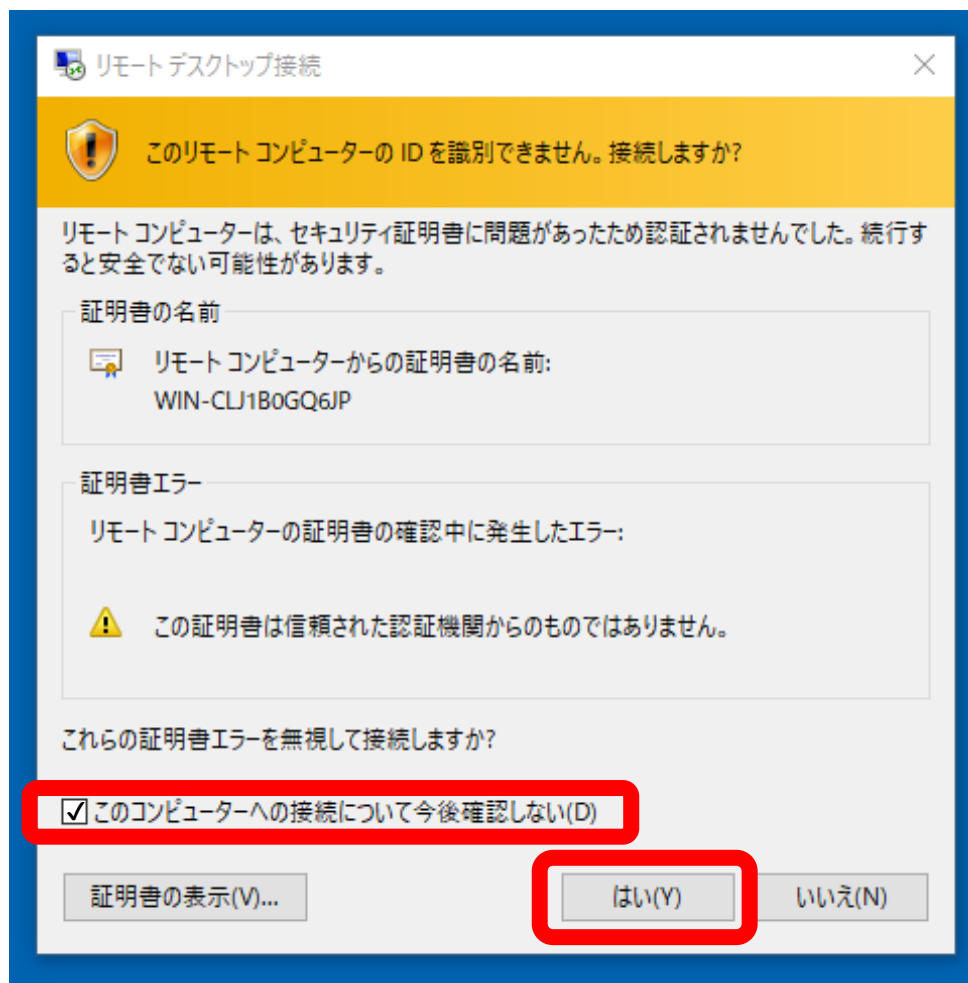 リモート デスクトップ接続
このリモート コンピューターの ID を識別できません。接続しますか?
リモート コンピューターは、セキュリティ証明書に問題があったため認証されませんでした。続行す
ると安全でない可能性があります。
証明書の名前
リモート コンピューターからの証明書の名前:
WIN-CLJ1B0GQ6JP
証明書エラー
リモート コンピューターの証明書の確認中に発生したエラー:
この証明書は信頼された認証機関からのものではありません。
これらの証明書エラーを無視して接続しますか?
このコンピューターへの接続について今後確認しない(D)
証明書の表示(V)... はい(Y) いいえ(N)